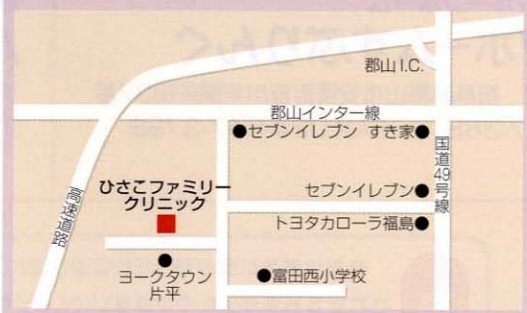 郡山I.C.
郡山インター線
●セブンイレブン すき家●
国道49号線
高速道路
ひさこファミリー
クリニック
セブンイレブン●
トヨタカローラ福島●
●
ヨークタウン
片平
●富田西小学校